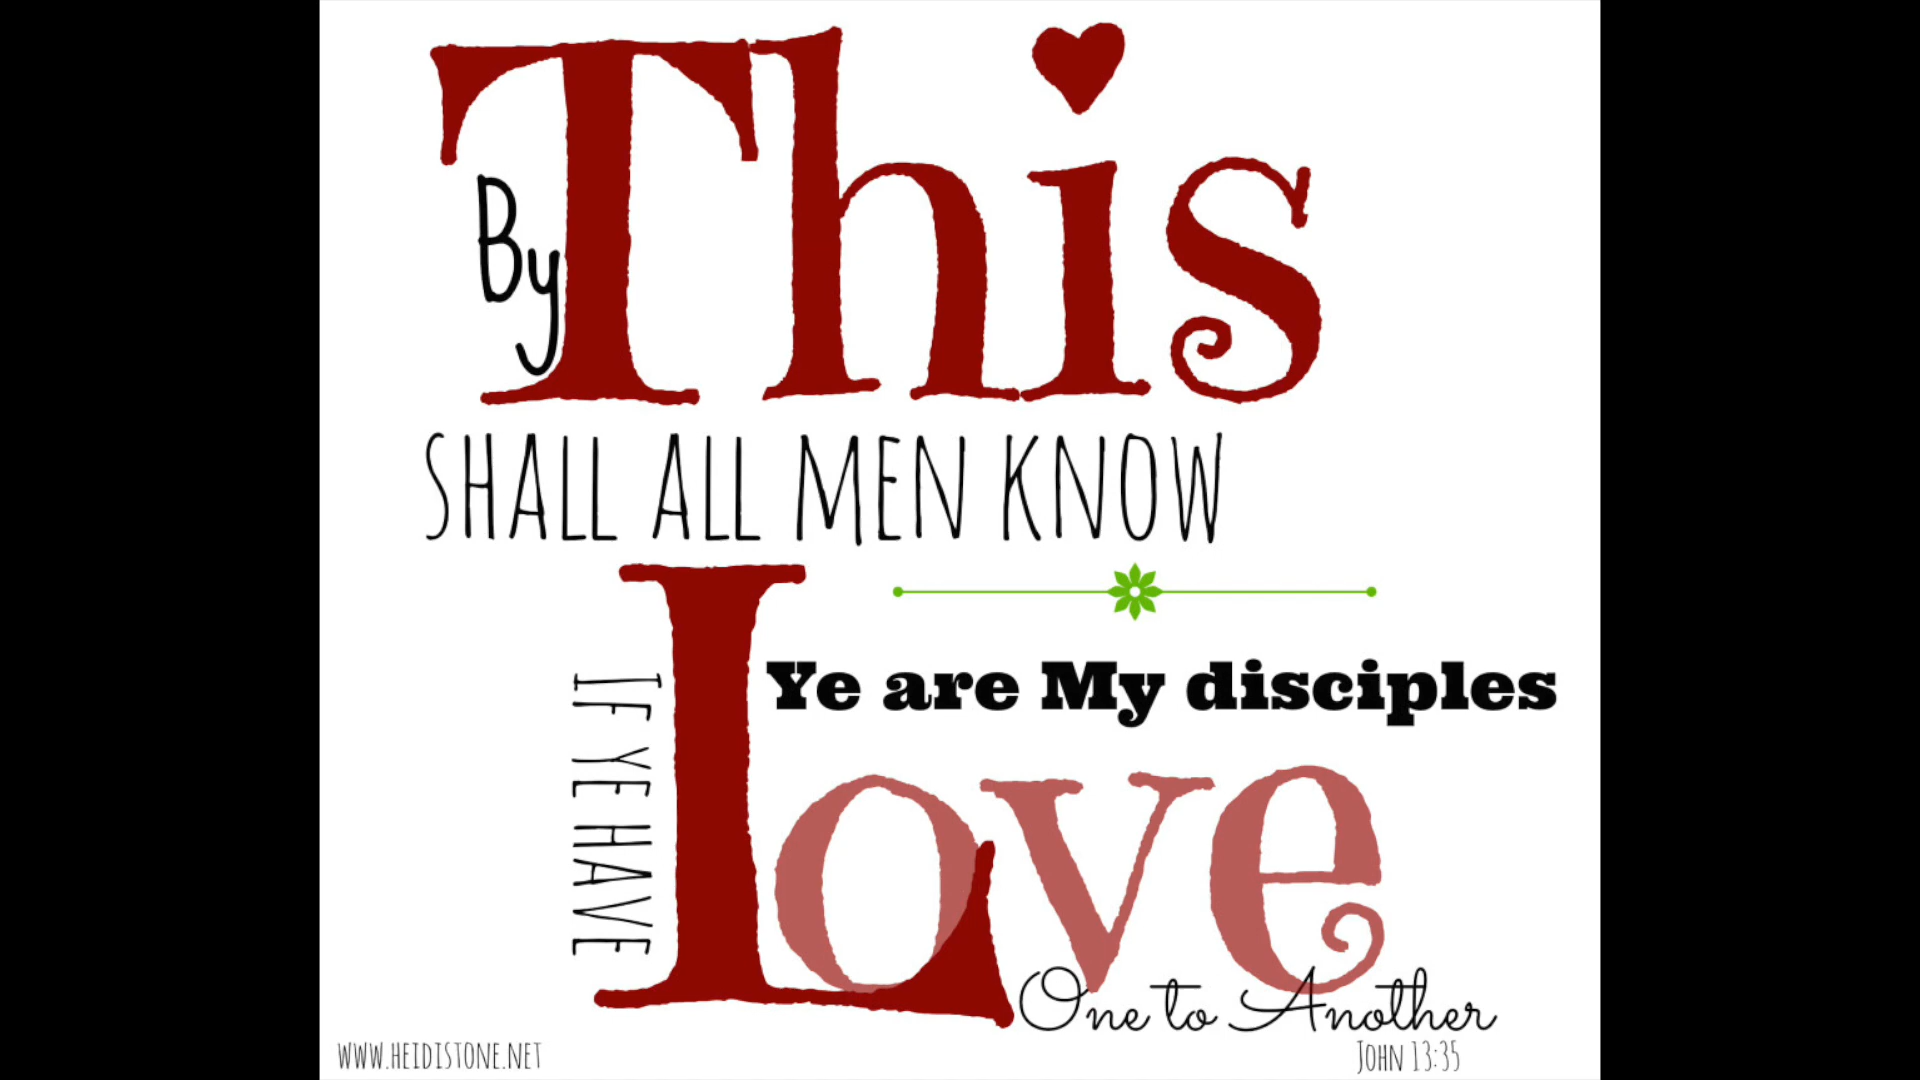 By This
SHALL ALL MEN KNOW
Ye are My disciples
IF YE HAVE
Love
One to Another
JOHN 13:35
WWW.HEIDISTONE.NET